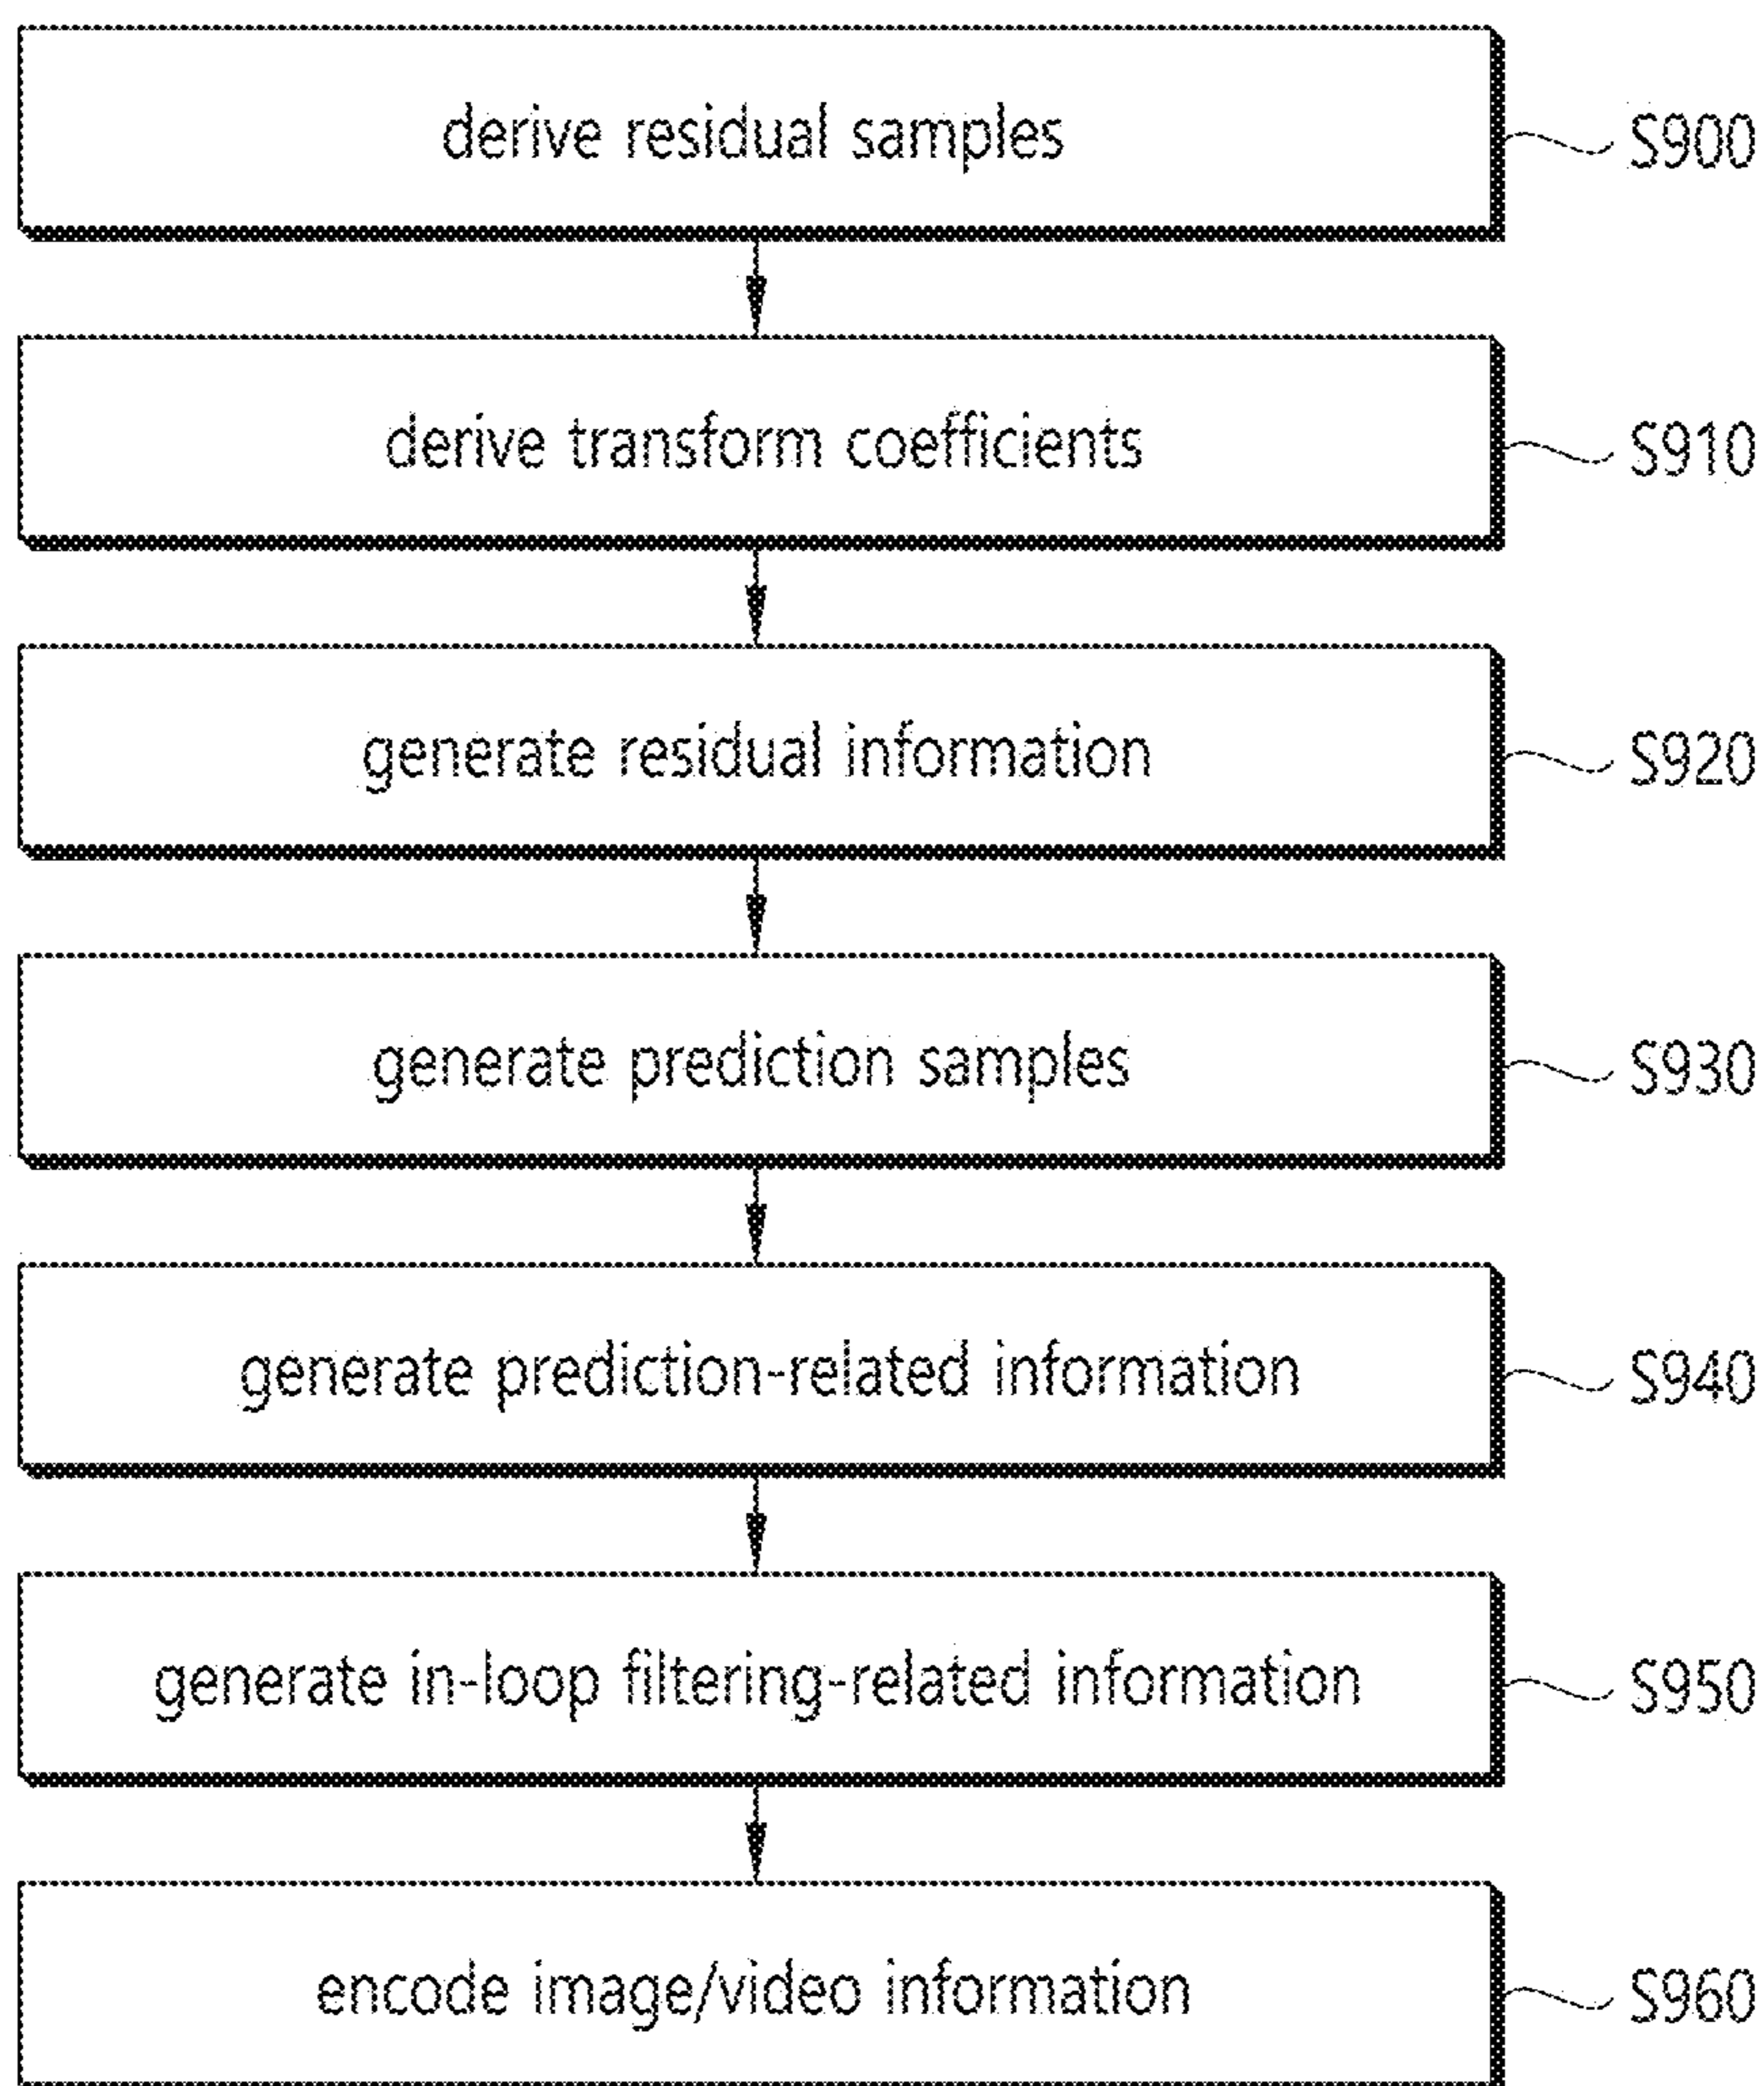 derive residual samples
S900
derive transform coefficients
S910
generate residual information
S920
generate prediction samples
S930
generate prediction-related information
S940
generate in-loop filtering-related information
S950
encode image/video information
S960